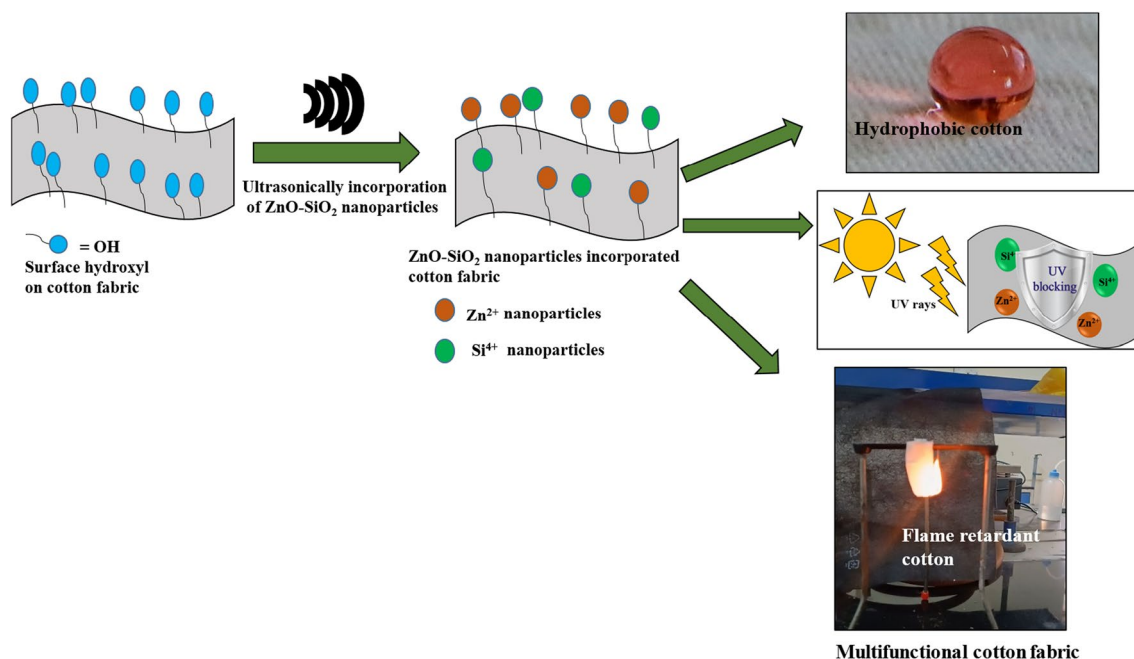 = OH
Surface hydroxyl
on cotton fabric
Ultrasonically incorporation
of ZnO-SiO₂ nanoparticles
ZnO-SiO₂ nanoparticles incorporated
cotton fabric
Zn²⁺ nanoparticles
Si⁴⁺ nanoparticles
Hydrophobic cotton
UV rays
Si⁴⁺
UV
blocking
Si⁴⁺
Zn²⁺
Zn²⁺
Flame retardant
cotton
Multifunctional cotton fabric